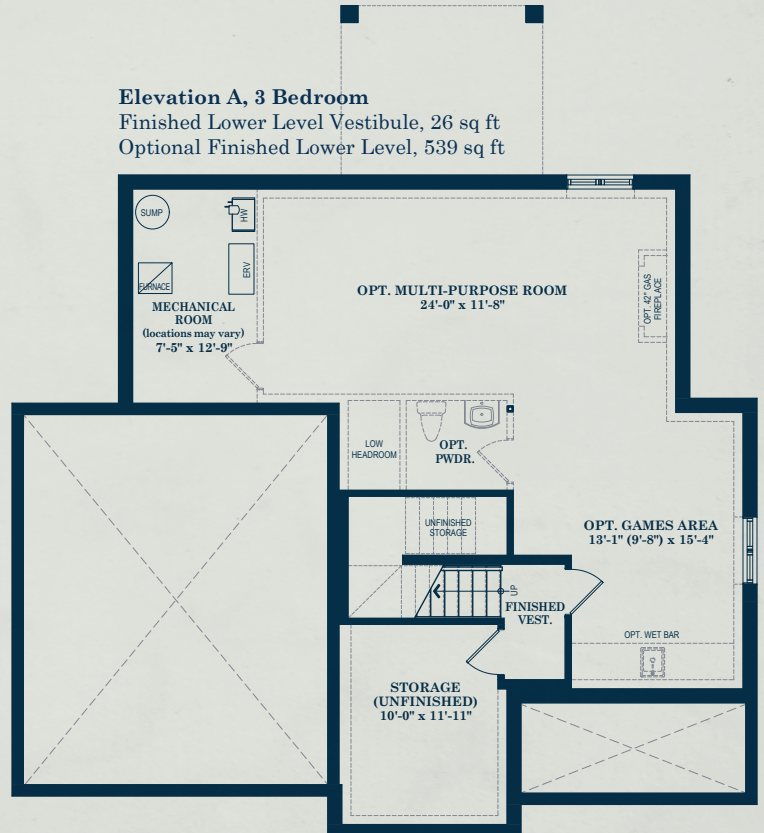 Elevation A, 3 Bedroom
Finished Lower Level Vestibule, 26 sq ft
Optional Finished Lower Level, 539 sq ft
SUMP
HW
FURNACE
ERV
MECHANICAL
ROOM
(locations may vary)
7'-5" x 12'-9"
OPT. MULTI-PURPOSE ROOM
24'-0" x 11'-8"
OPT. 42" GAS
FIREPLACE
LOW
HEADROOM
OPT.
PWDR.
UNFINISHED
STORAGE
OPT. GAMES AREA
13'-1" (9'-8") x 15'-4"
UP
FINISHED
VEST.
OPT. WET BAR
STORAGE
(UNFINISHED)
10'-0" x 11'-11"